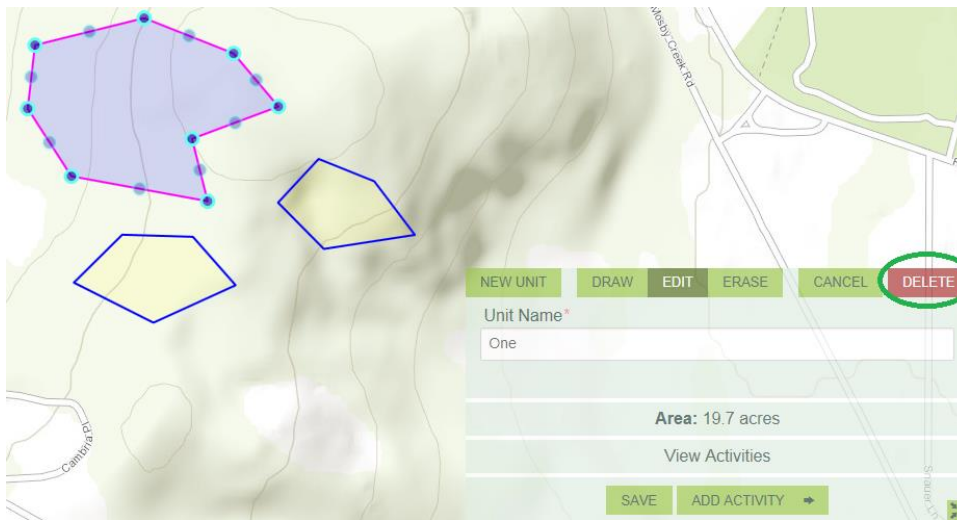 Mosby Creek Rd
NEW UNIT DRAW EDIT ERASE CANCEL DELETE
Unit Name*
One
Area: 19.7 acres
Cambria Pl
View Activities
SAVE ADD ACTIVITY